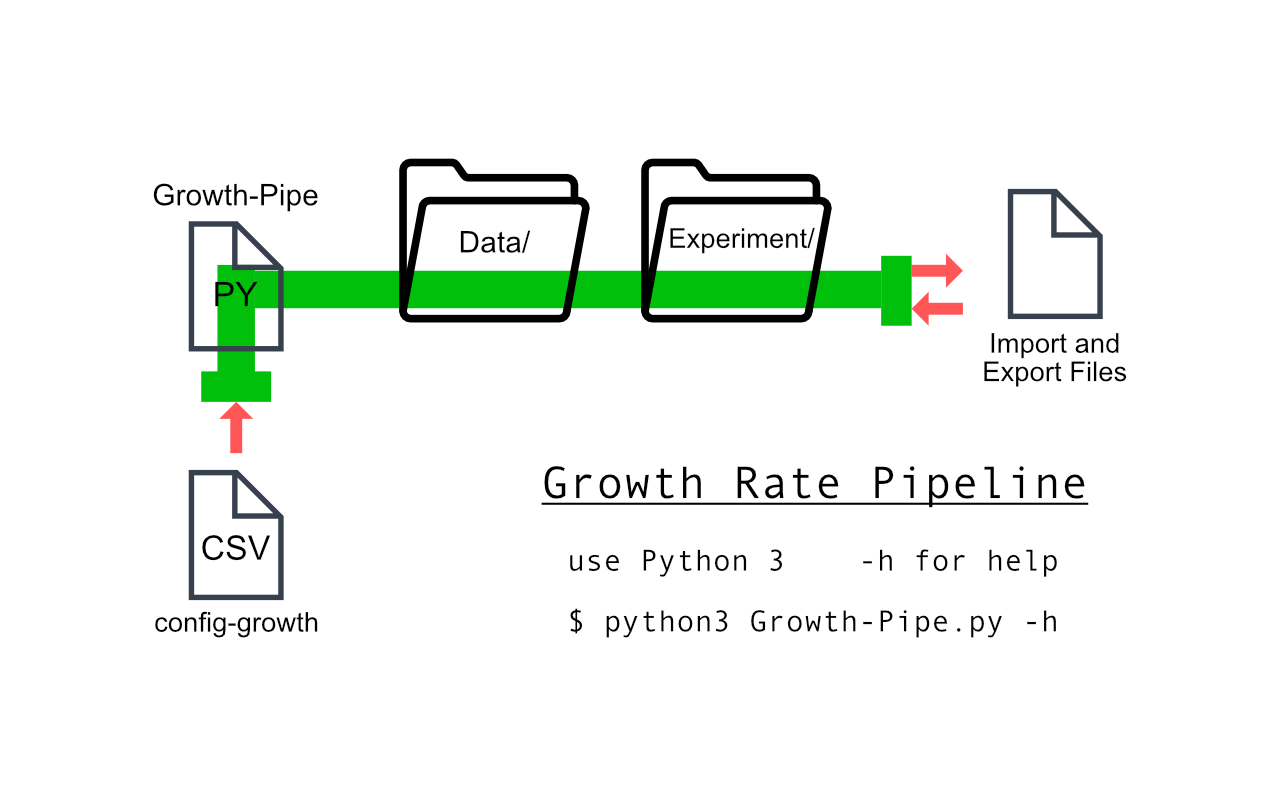 Growth-Pipe
PY
Data/
Experiment/
Import and
Export Files
CSV
config-growth
Growth Rate Pipeline
use Python 3    -h for help
$ python3 Growth-Pipe.py -h